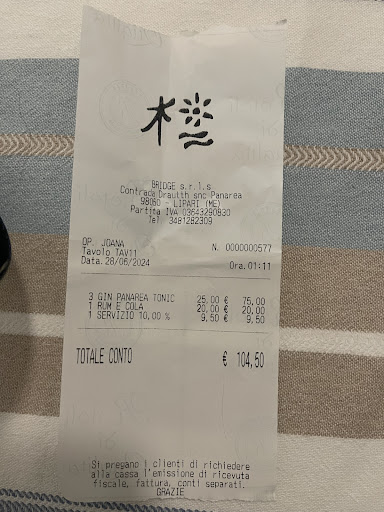 BRIDGE s.r.l.s
Contrada Drautth snc Panarea
98050 - LIPARI (ME)
Partita IVA 03643290830
Tel 3481282309
OP. JOANA N. 0000000577
Tavolo TAV11
Data.28/06/2024 Ora.01:11
3 GIN PANAREA TONIC 25,00 € 75,00
1 RUM E COLA 20,00 € 20,00
1 SERVIZIO 10,00 % 9,50 € 9,50
TOTALE CONTO € 104,50
Si pregano i clienti di richiedere
alla cassa l'emissione di ricevuta
fiscale, fattura, conti separati.
GRAZIE